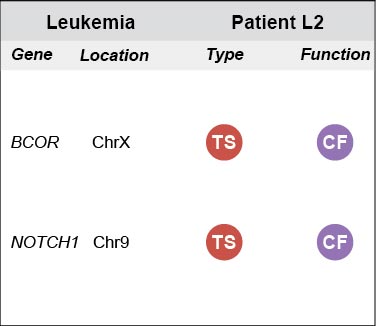 Leukemia Patient L2
Gene Location Type Function
BCOR ChrX TS CF
NOTCH1 Chr9 TS CF